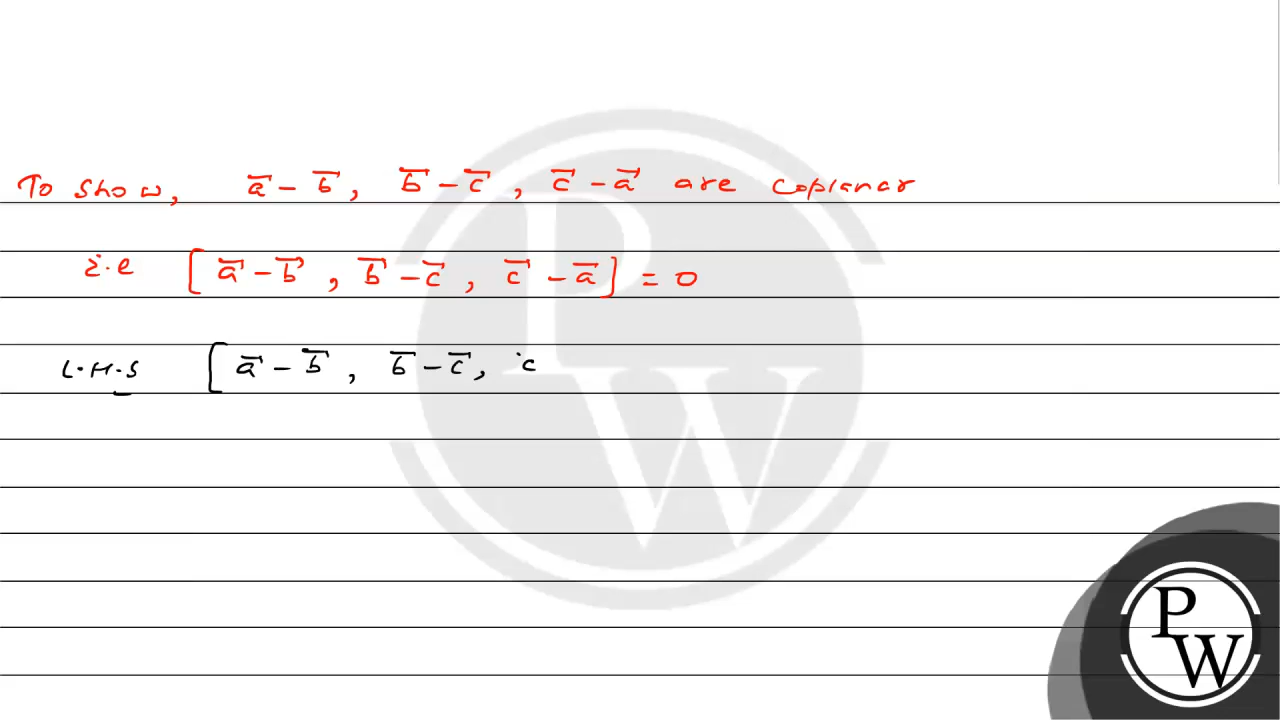 To show, a⃗ - b⃗, b⃗ - c⃗, c⃗ - a⃗ are coplanar
i.e [a⃗ - b⃗, b⃗ - c⃗, c⃗ - a⃗] = 0
L.H.S [a⃗ - b⃗, b⃗ - c⃗, c
P
W
P
W